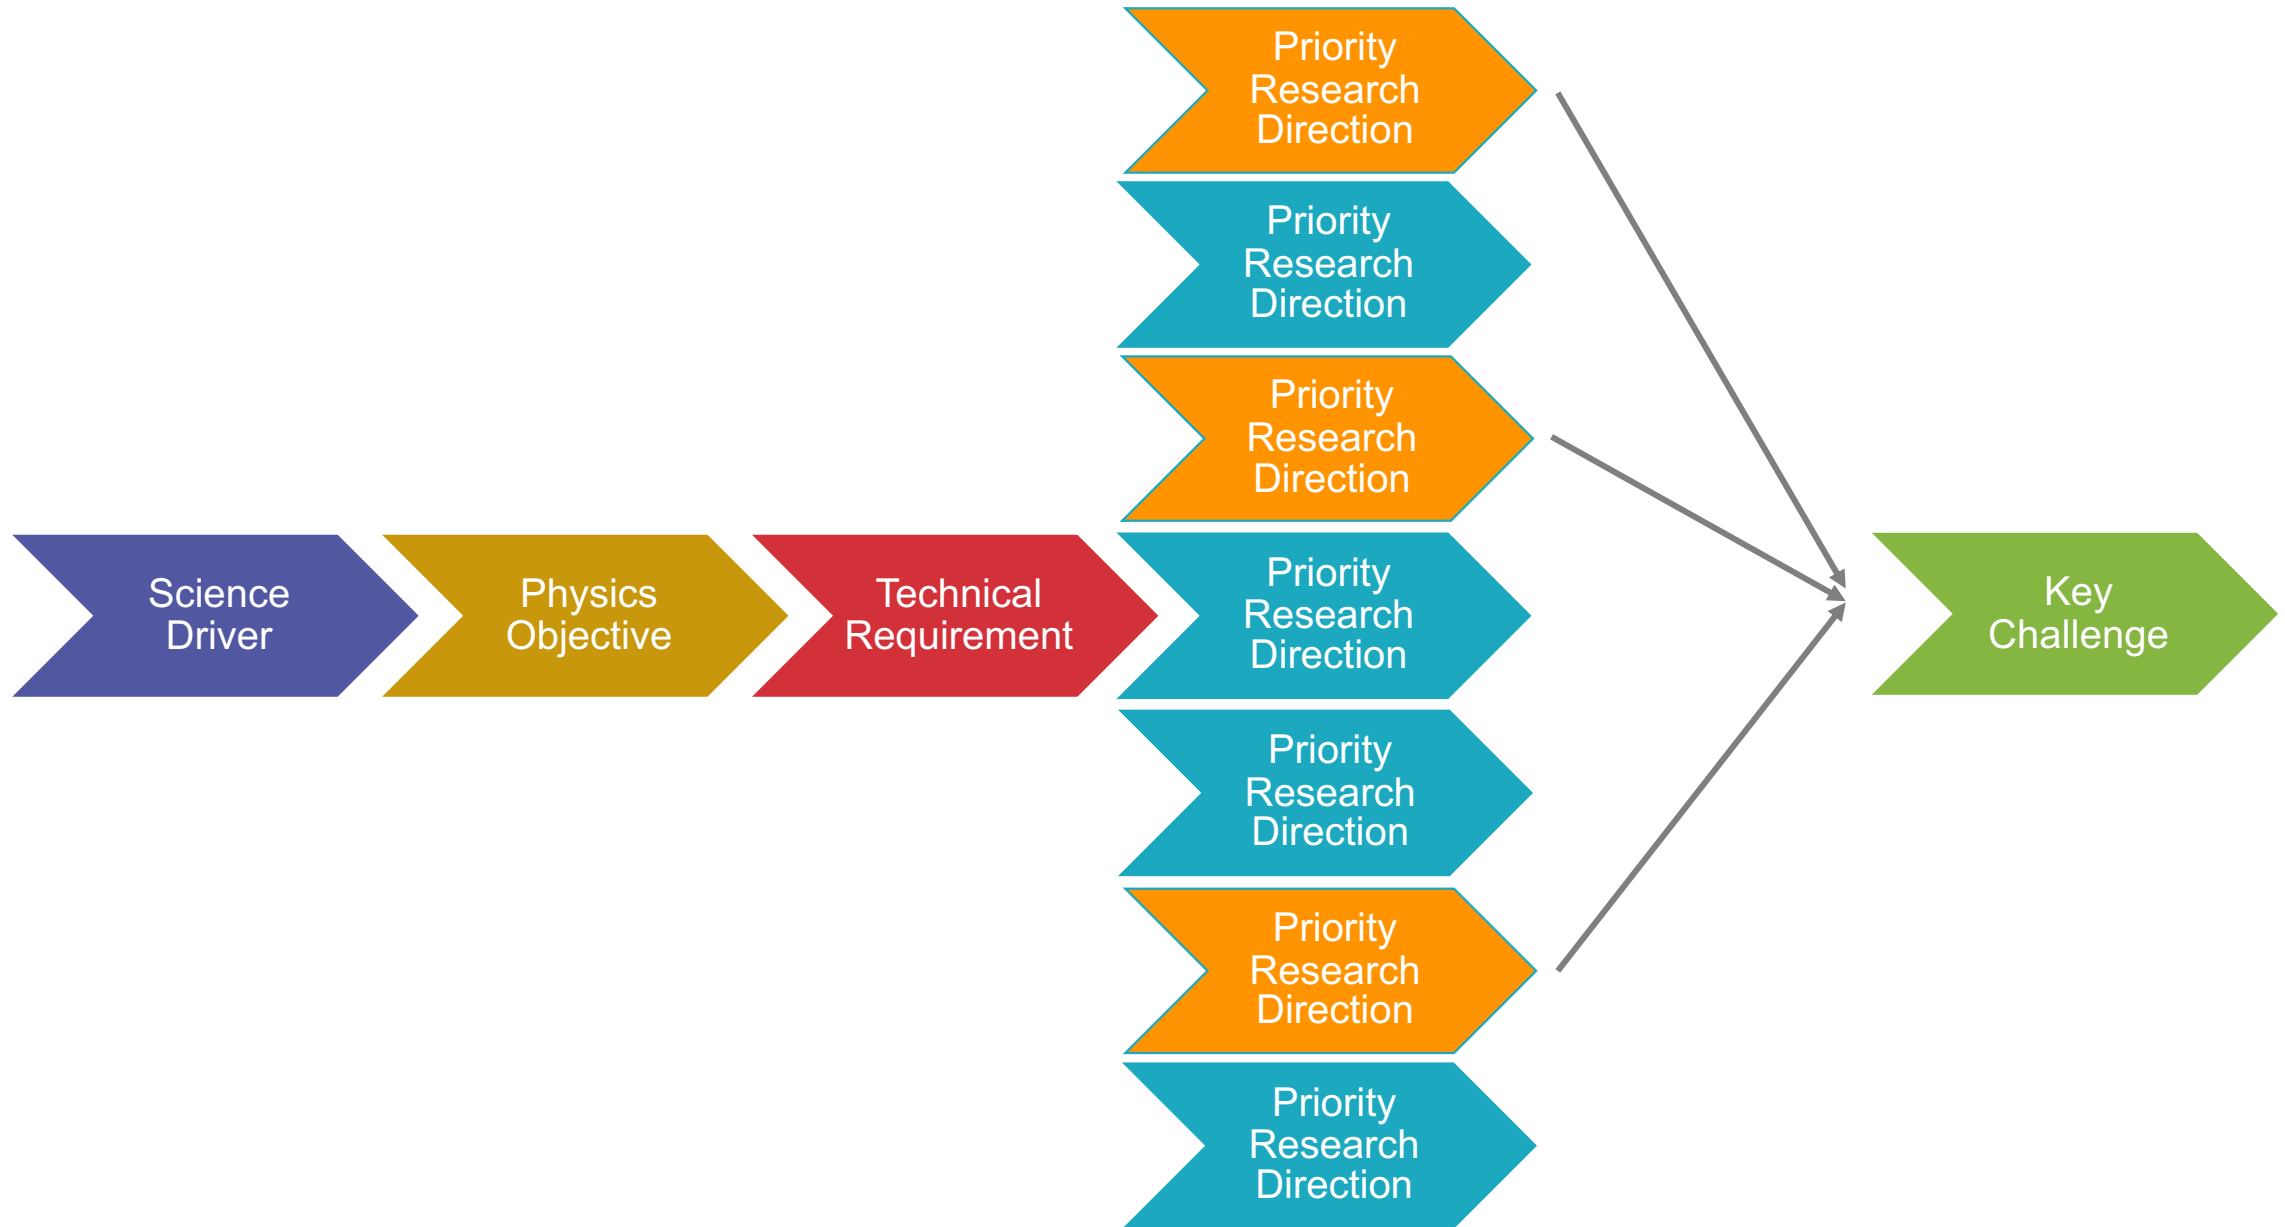 Science
Driver
Physics
Objective
Technical
Requirement
Priority
Research
Direction
Priority
Research
Direction
Priority
Research
Direction
Priority
Research
Direction
Priority
Research
Direction
Priority
Research
Direction
Priority
Research
Direction
Key
Challenge